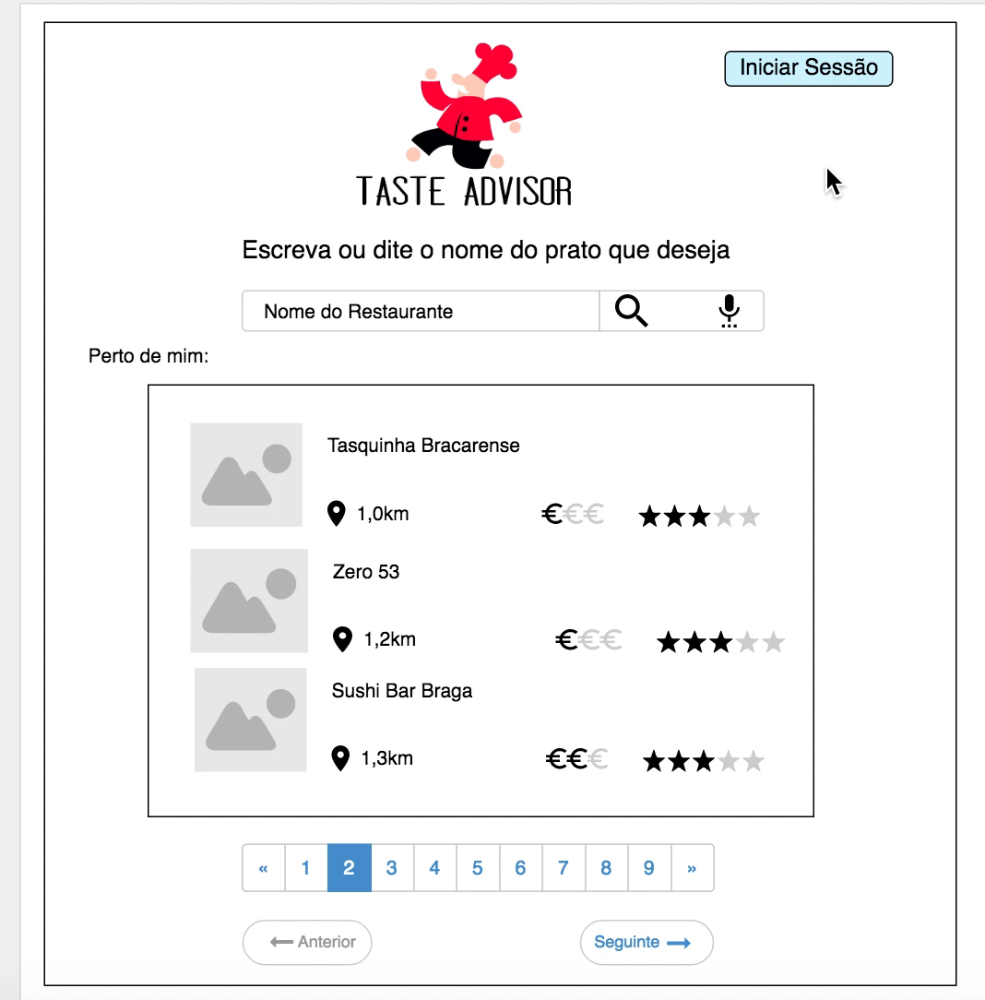 Iniciar Sessão
TASTE ADVISOR
Escreva ou dite o nome do prato que deseja
Nome do Restaurante
Perto de mim:
Tasquinha Bracarense
1,0km €€€
Zero 53
1,2km €€€
Sushi Bar Braga
1,3km €€€
« 1 2 3 4 5 6 7 8 9 »
Anterior Seguinte